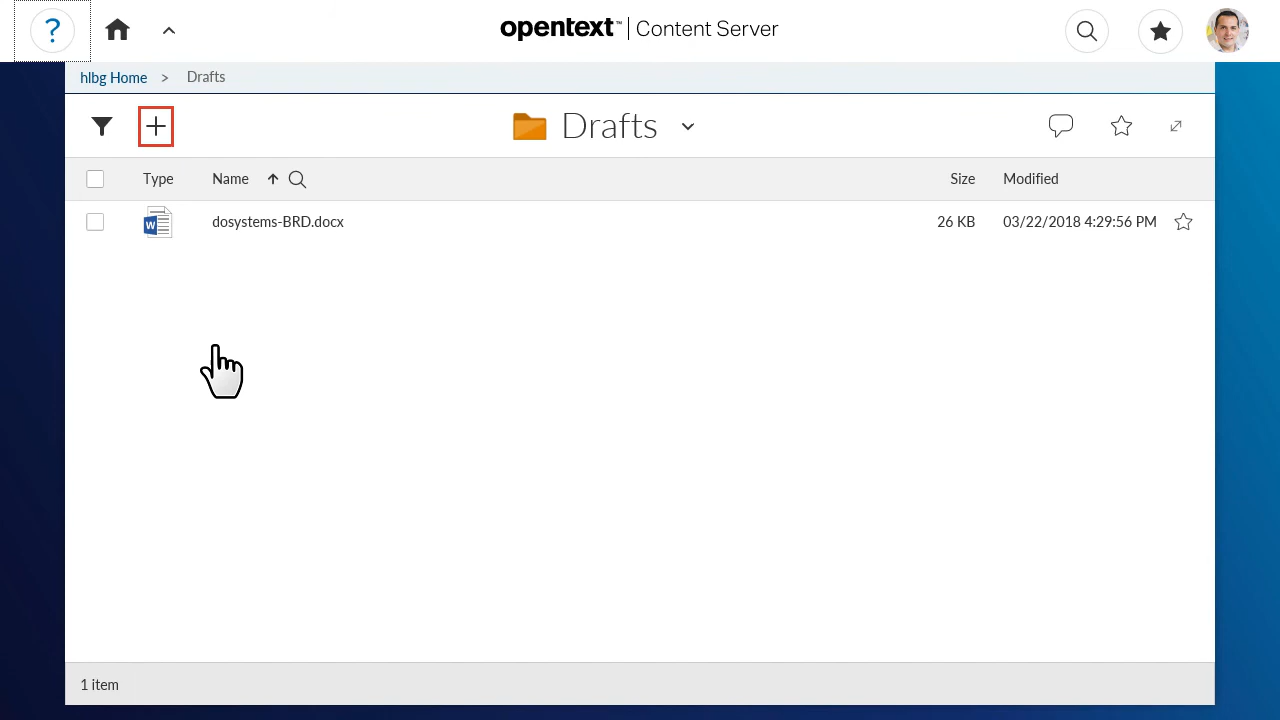 ?
opentext™ | Content Server
hlbg Home > Drafts
Drafts
Type Name Size Modified
W dosystems-BRD.docx 26 KB 03/22/2018 4:29:56 PM
1 item